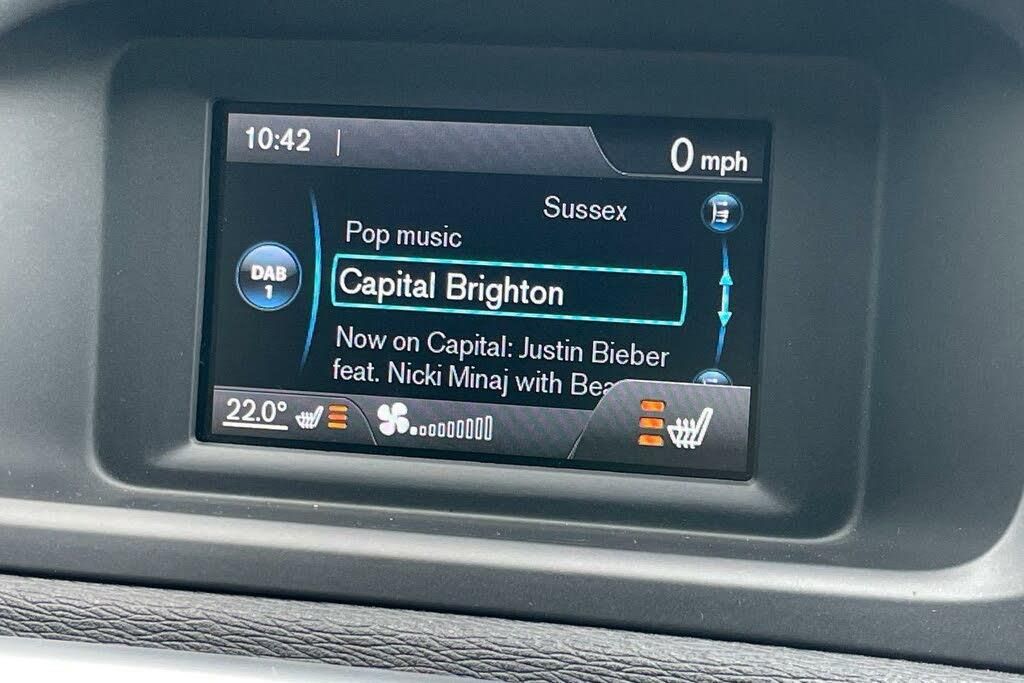 10:42
0 mph
Sussex
Pop music
DAB
1
Capital Brighton
Now on Capital: Justin Bieber
feat. Nicki Minaj with
22.0°